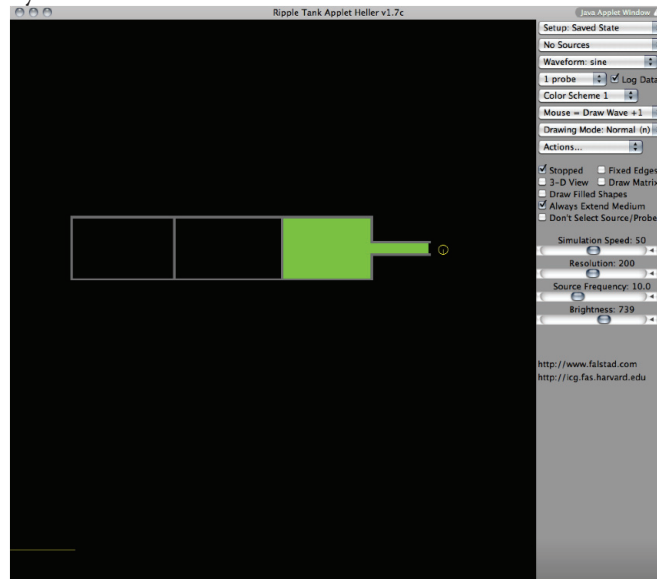 Ripple Tank Applet Heller v1.7c
Java Applet Window
Setup: Saved State
No Sources
Waveform: sine
1 probe
Log Data
Color Scheme 1
Mouse = Draw Wave +1
Drawing Mode: Normal (n)
Actions...
Stopped Fixed Edges
3-D View Draw Matrix
Draw Filled Shapes
Always Extend Medium
Don't Select Source/Probe
Simulation Speed: 50
Resolution: 200
Source Frequency: 10.0
Brightness: 739
http://www.falstad.com
http://icg.fas.harvard.edu